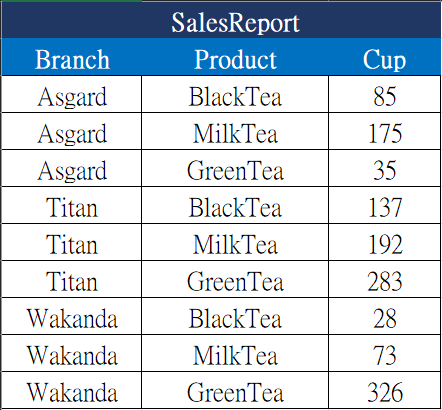 SalesReport
Branch Product Cup
Asgard BlackTea 85
Asgard MilkTea 175
Asgard GreenTea 35
Titan BlackTea 137
Titan MilkTea 192
Titan GreenTea 283
Wakanda BlackTea 28
Wakanda MilkTea 73
Wakanda GreenTea 326